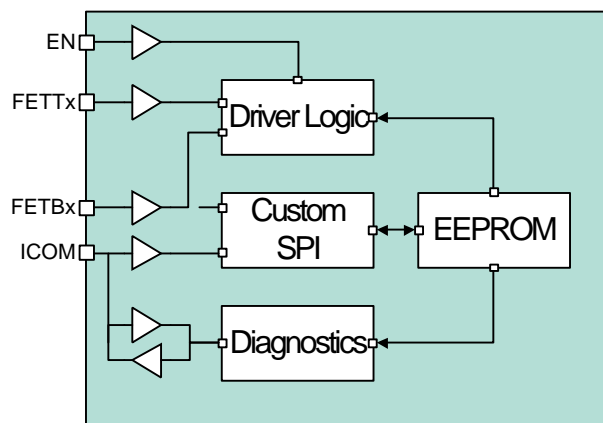 EN
FETTx
Driver Logic
FETBx
Custom
SPI
EEPROM
ICOM
Diagnostics